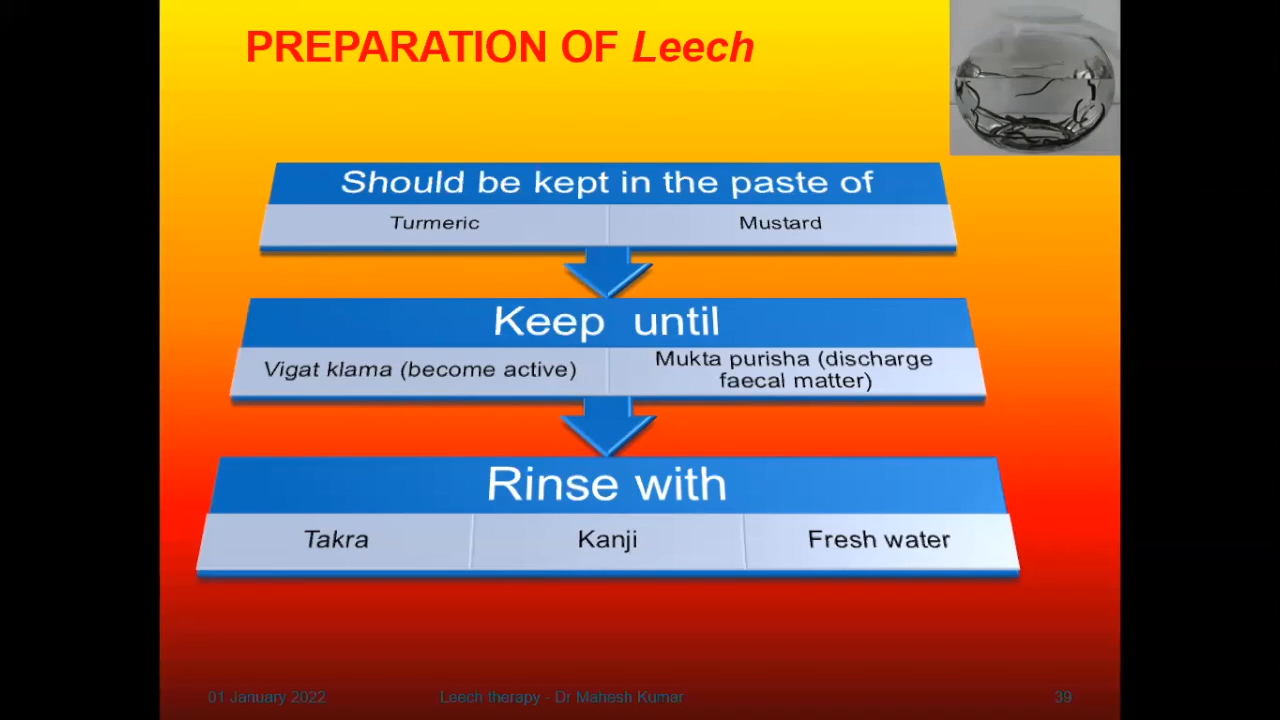 PREPARATION OF Leech
Should be kept in the paste of
Turmeric
Mustard
Keep until
Vigat klama (become active)
Mukta purisha (discharge
faecal matter)
Rinse with
Takra
Kanji
Fresh water
01 January 2022
Leech therapy - Dr Mahesh Kumar
39